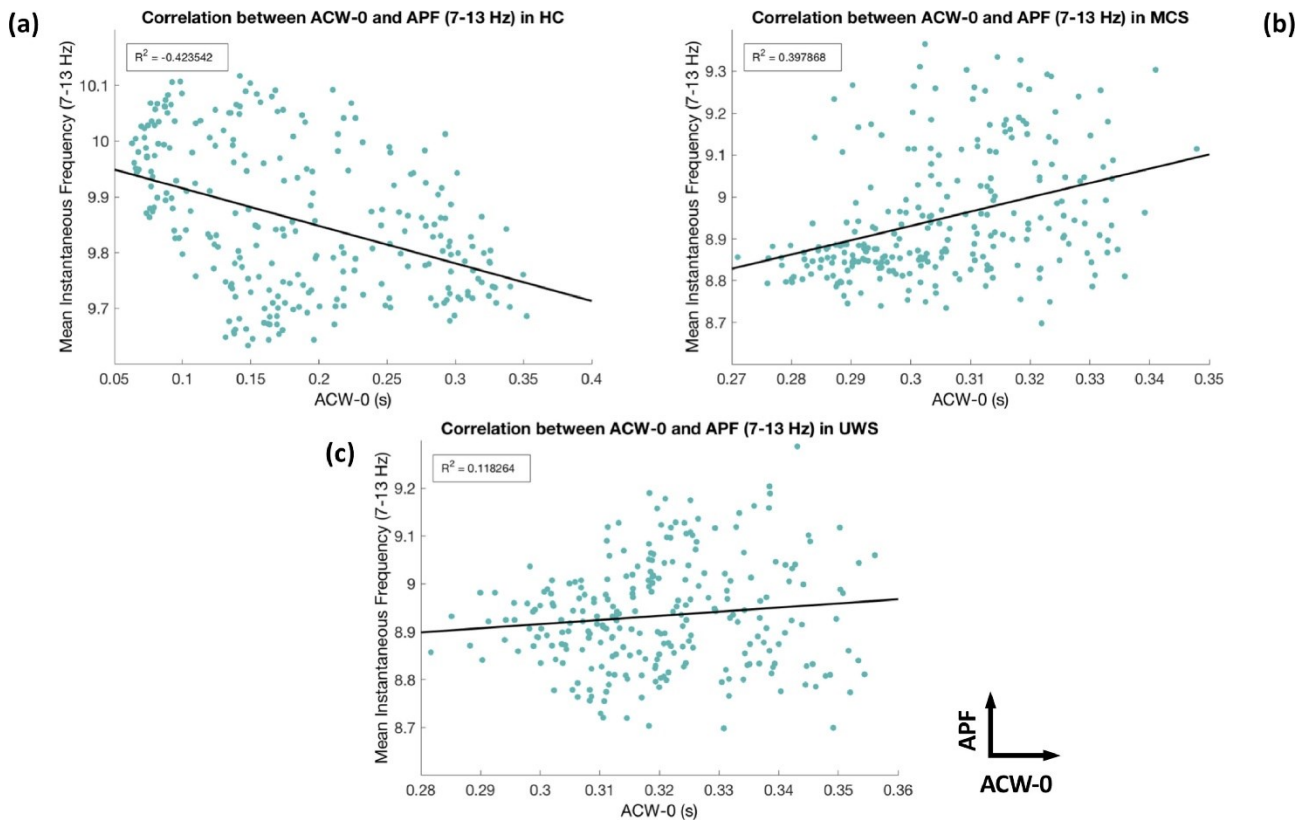 (a)
Correlation between ACW-0 and APF (7-13 Hz) in HC
R² = -0.423542
Mean Instantaneous Frequency (7-13 Hz)
10.1
10
9.9
9.8
9.7
0.05 0.1 0.15 0.2 0.25 0.3 0.35 0.4
ACW-0 (s)
(b)
Correlation between ACW-0 and APF (7-13 Hz) in MCS
R² = 0.397868
Mean Instantaneous Frequency (7-13 Hz)
9.3
9.2
9.1
9
8.9
8.8
8.7
0.27 0.28 0.29 0.3 0.31 0.32 0.33 0.34 0.35
ACW-0 (s)
(c)
Correlation between ACW-0 and APF (7-13 Hz) in UWS
R² = 0.118264
Mean Instantaneous Frequency (7-13 Hz)
9.2
9.1
9
8.9
8.8
8.7
0.28 0.29 0.3 0.31 0.32 0.33 0.34 0.35 0.36
ACW-0 (s)
APF
ACW-0